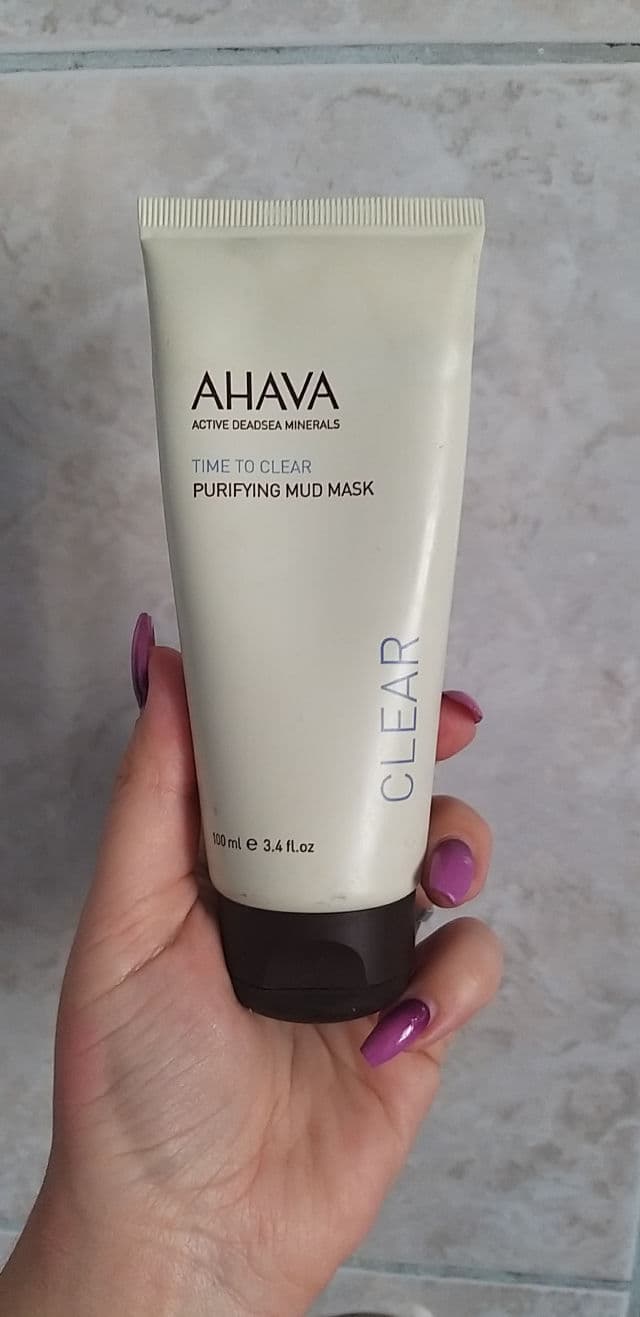 AHAVA
ACTIVE DEADSEA MINERALS
TIME TO CLEAR
PURIFYING MUD MASK
CLEAR
100 ml e 3.4 fl.oz